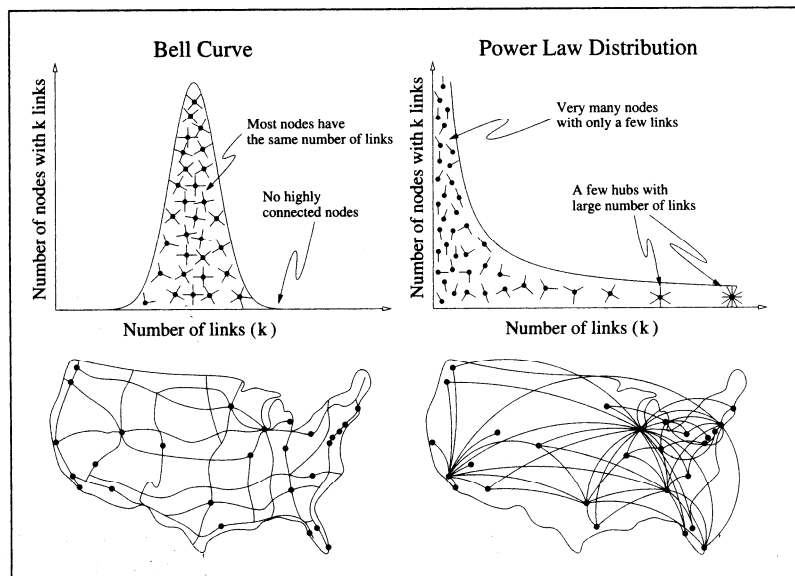 Bell Curve
Number of nodes with k links
Most nodes have
the same number of links
No highly
connected nodes
Number of links (k)
Power Law Distribution
Number of nodes with k links
Very many nodes
with only a few links
A few hubs with
large number of links
Number of links (k)